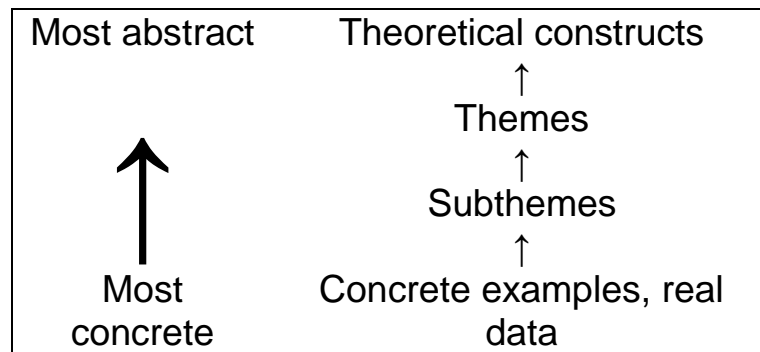 Most abstract
Theoretical constructs
↑
Themes
↑
Subthemes
↑
Most
concrete
Concrete examples, real
data